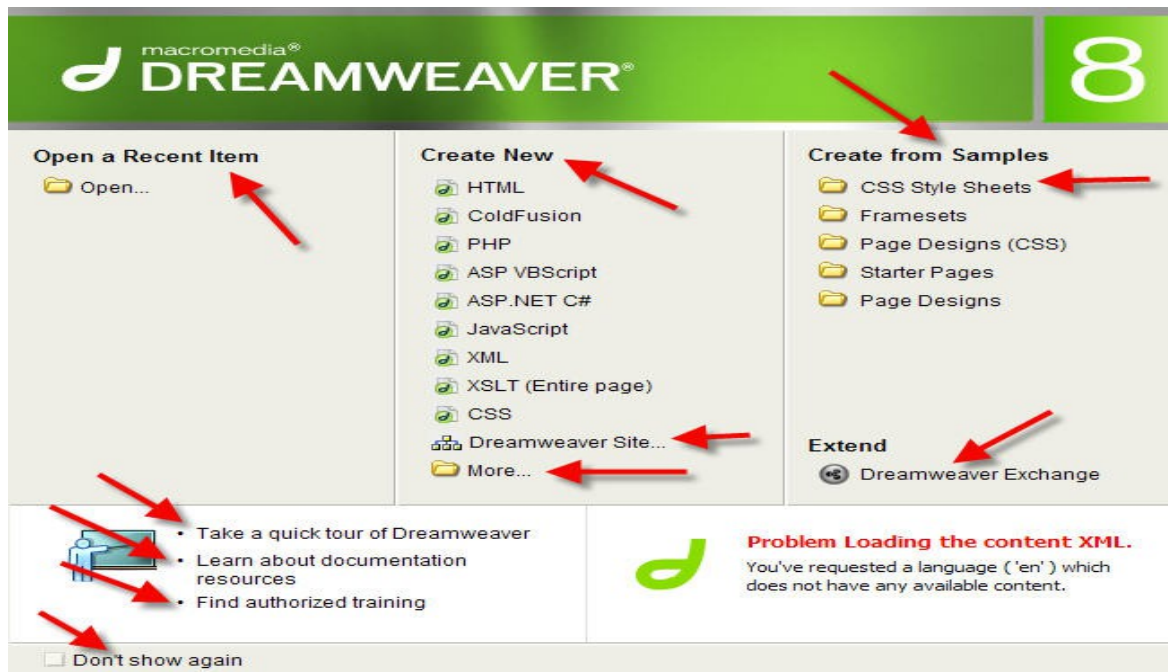 macromedia®
DREAMWEAVER®
8
Open a Recent Item
Open...
Create New
HTML
ColdFusion
PHP
ASP VBScript
ASP.NET C#
JavaScript
XML
XSLT (Entire page)
CSS
Dreamweaver Site...
More...
Create from Samples
CSS Style Sheets
Framesets
Page Designs (CSS)
Starter Pages
Page Designs
Extend
Dreamweaver Exchange
• Take a quick tour of Dreamweaver
• Learn about documentation
resources
• Find authorized training
Problem Loading the content XML.
You've requested a language ( 'en' ) which
does not have any available content.
Don't show again